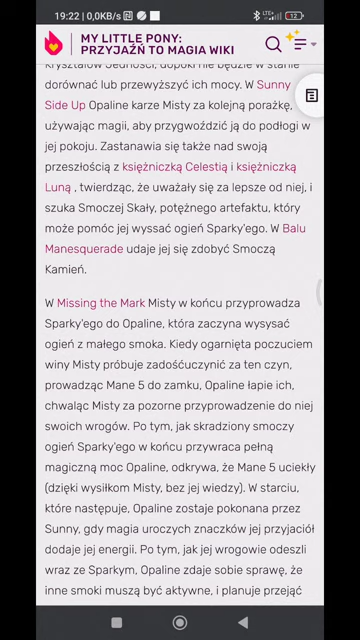 19:22 | 0,0KB/s
12
MY LITTLE PONY:
PRZYJAŹŃ TO MAGIA WIKI
Kryształów Jedności, dopóki nie będzie w stanie
dorównać lub przewyższyć ich mocy. W Sunny
Side Up Opaline karze Misty za kolejną porażkę,
używając magii, aby przygwoździć ją do podłogi w
jej pokoju. Zastanawia się także nad swoją
przeszłością z księżniczką Celestią i księżniczką
Luną , twierdząc, że uważały się za lepsze od niej, i
szuka Smoczej Skały, potężnego artefaktu, który
może pomóc jej wyssać ogień Sparky'ego. W Balu
Manesquerade udaje jej się zdobyć Smoczą
Kamień.
W Missing the Mark Misty w końcu przyprowadza
Sparky'ego do Opaline, która zaczyna wysysać
ogień z małego smoka. Kiedy ogarnięta poczuciem
winy Misty próbuje zadośćuczynić za ten czyn,
prowadząc Mane 5 do zamku, Opaline łapie ich,
chwaląc Misty za pozorne przyprowadzenie do niej
swoich wrogów. Po tym, jak skradziony smoczy
ogień Sparky'ego w końcu przywraca pełną
magiczną moc Opaline, odkrywa, że Mane 5 uciekły
(dzięki wysiłkom Misty, bez jej wiedzy). W starciu,
które następuje, Opaline zostaje pokonana przez
Sunny, gdy magia uroczych znaczków jej przyjaciół
dodaje jej energii. Po tym, jak jej wrogowie odeszli
wraz ze Sparkym, Opaline zdaje sobie sprawę, że
inne smoki muszą być aktywne, i planuje przejąć